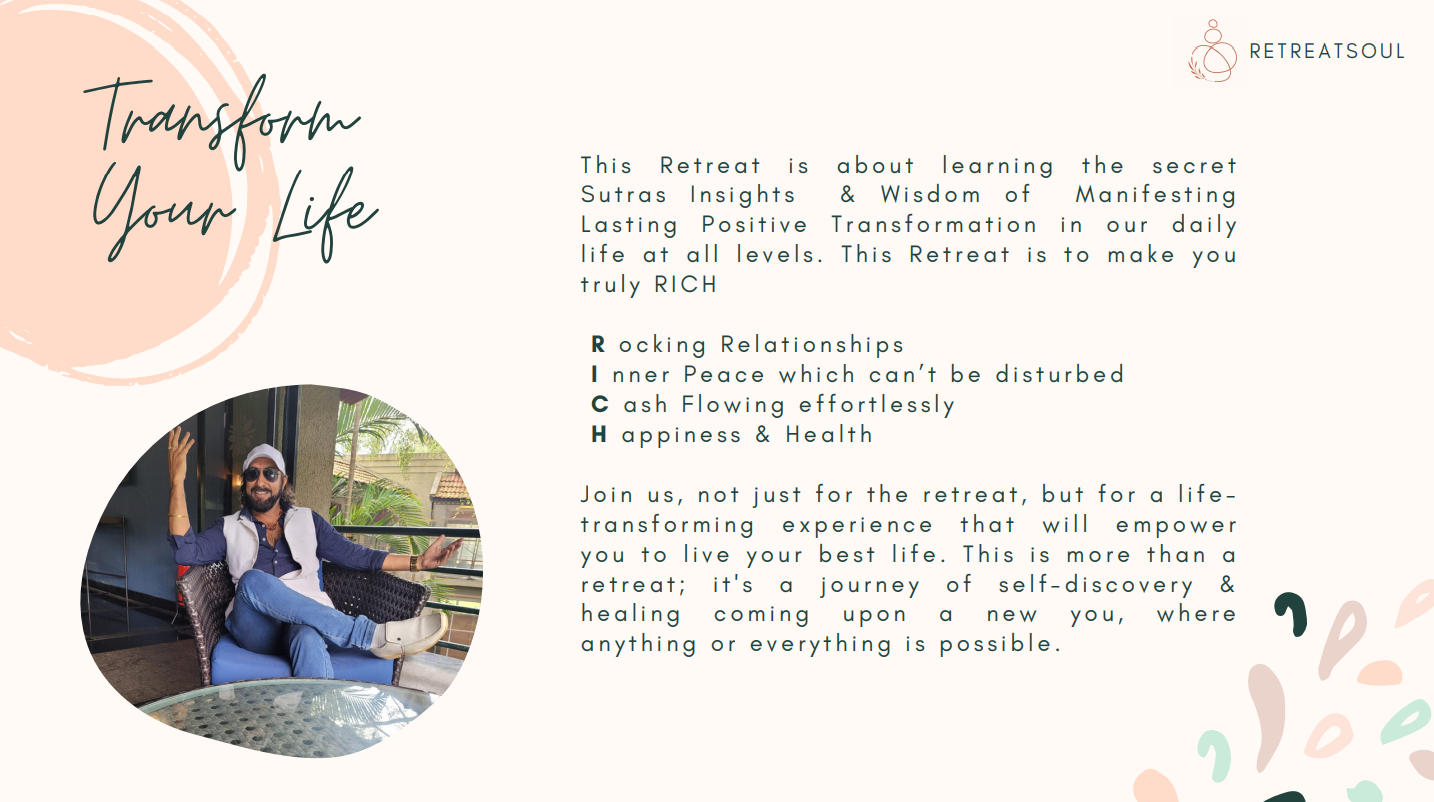 RETREATSOUL
Transform
Your Life
This Retreat is about learning the secret
Sutras Insights & Wisdom of Manifesting
Lasting Positive Transformation in our daily
life at all levels. This Retreat is to make you
truly RICH
R ocking Relationships
I nner Peace which can’t be disturbed
C ash Flowing effortlessly
H appiness & Health
Join us, not just for the retreat, but for a life-
transforming experience that will empower
you to live your best life. This is more than a
retreat; it's a journey of self-discovery &
healing coming upon a new you, where
anything or everything is possible.